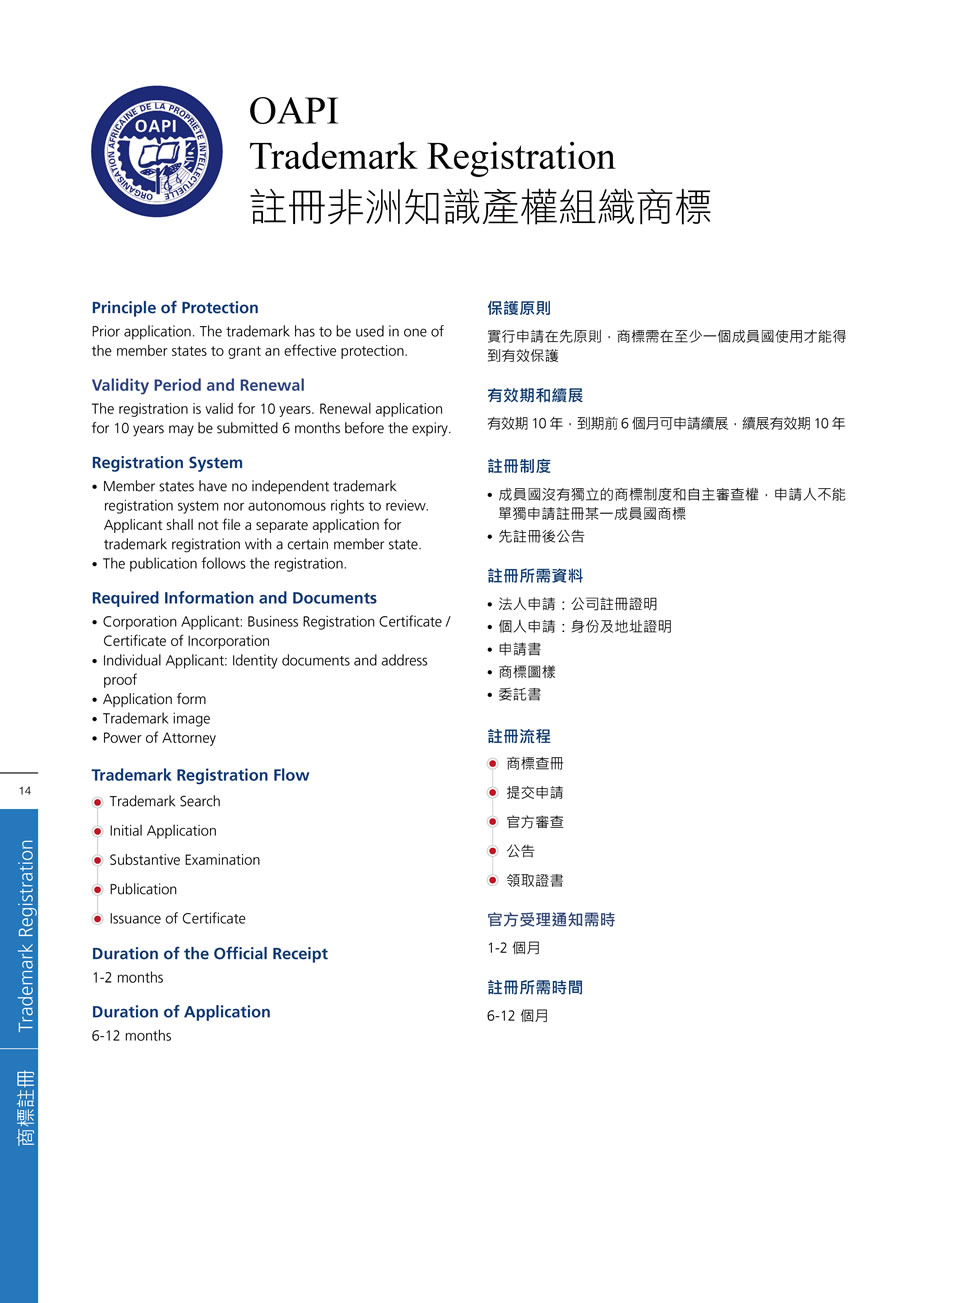 ORGANISATION AFRICAINE DE LA PROPRIETE INTELLECTUELLE
OAPI
OAPI
Trademark Registration
註冊非洲知識產權組織商標
Principle of Protection
Prior application. The trademark has to be used in one of
the member states to grant an effective protection.
Validity Period and Renewal
The registration is valid for 10 years. Renewal application
for 10 years may be submitted 6 months before the expiry.
Registration System
• Member states have no independent trademark
registration system nor autonomous rights to review.
Applicant shall not file a separate application for
trademark registration with a certain member state.
• The publication follows the registration.
Required Information and Documents
• Corporation Applicant: Business Registration Certificate /
Certificate of Incorporation
• Individual Applicant: Identity documents and address
proof
• Application form
• Trademark image
• Power of Attorney
Trademark Registration Flow
Trademark Search
Initial Application
Substantive Examination
Publication
Issuance of Certificate
Duration of the Official Receipt
1-2 months
Duration of Application
6-12 months
保護原則
實行申請在先原則，商標需在至少一個成員國使用才能得
到有效保護
有效期和續展
有效期 10 年，到期前 6 個月可申請續展，續展有效期 10 年
註冊制度
• 成員國沒有獨立的商標制度和自主審查權，申請人不能
單獨申請註冊某一成員國商標
• 先註冊後公告
註冊所需資料
• 法人申請：公司註冊證明
• 個人申請：身份及地址證明
• 申請書
• 商標圖樣
• 委託書
註冊流程
商標查冊
提交申請
官方審查
公告
領取證書
官方受理通知需時
1-2 個月
註冊所需時間
6-12 個月
14
Trademark Registration
商標註冊